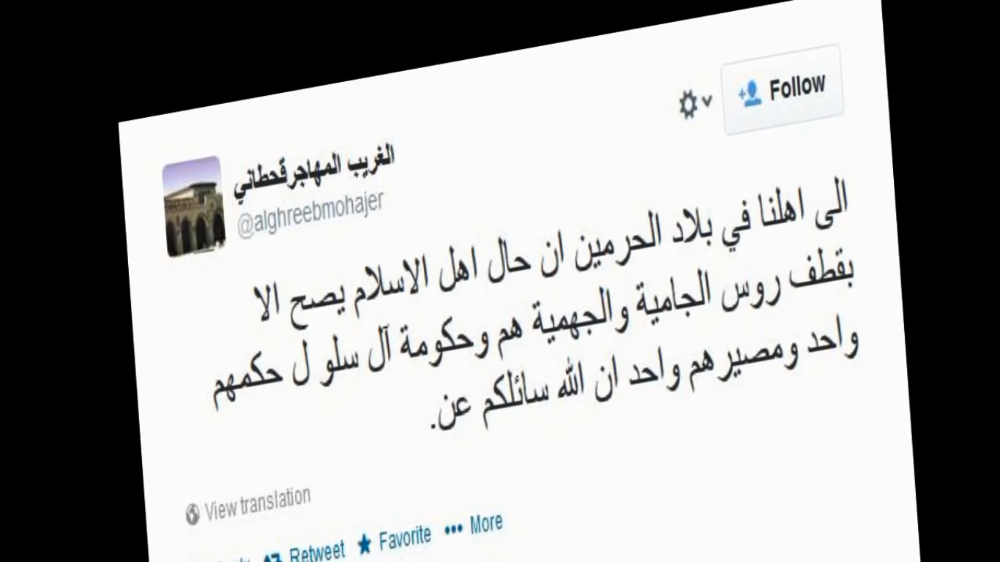 Follow
الغريب المهاجرقحطاني
@alghreebmohajer
الى اهلنا في بلاد الحرمين ان حال اهل الاسلام يصح الا
بقطف روس الجامية والجهمية هم وحكومة آل سلو ل حكمهم
واحد ومصيرهم واحد ان الله سائلكم عن.
View translation
Retweet Favorite More